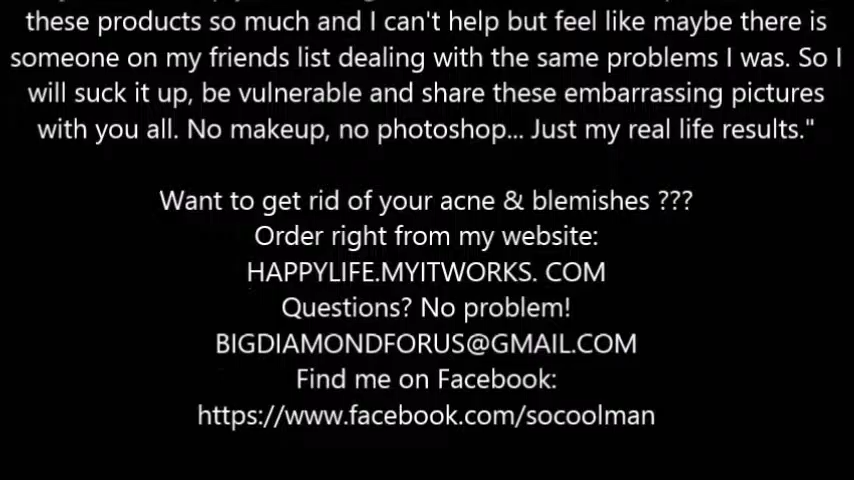 these products so much and I can't help but feel like maybe there is
someone on my friends list dealing with the same problems I was. So I
will suck it up, be vulnerable and share these embarrassing pictures
with you all. No makeup, no photoshop... Just my real life results."
Want to get rid of your acne & blemishes ???
Order right from my website:
HAPPYLIFE.MYITWORKS. COM
Questions? No problem!
BIGDIAMONDFORUS@GMAIL.COM
Find me on Facebook:
https://www.facebook.com/socoolman